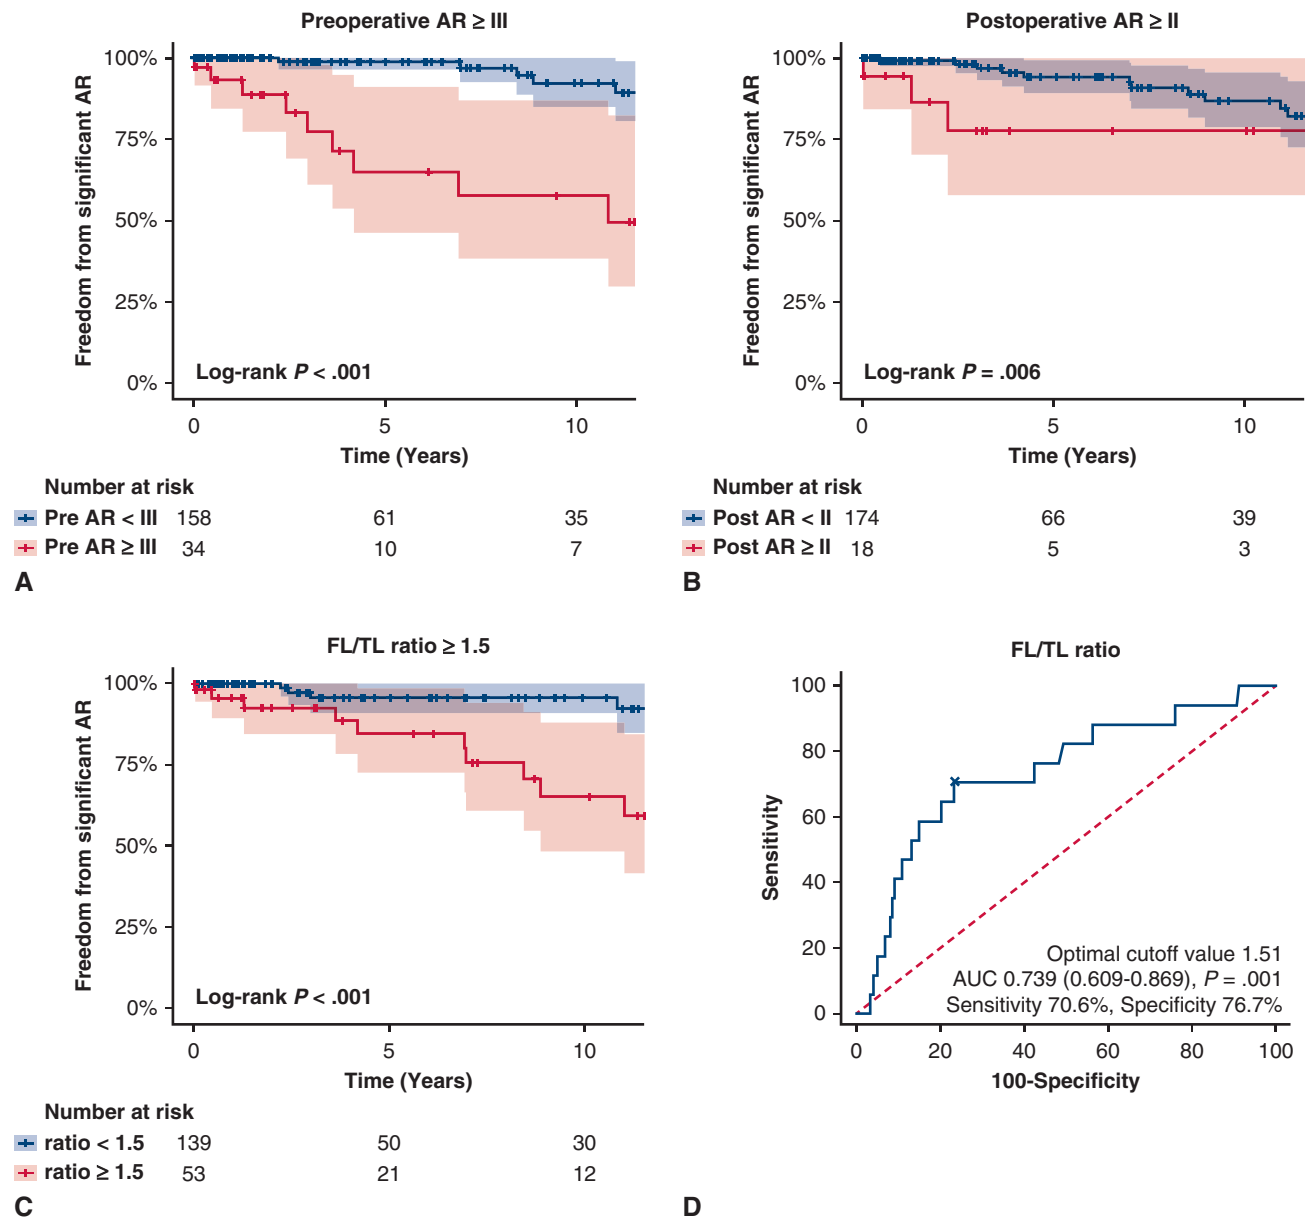 Preoperative AR ≥ III
Freedom from significant AR
100%
75%
50%
25%
0%
Log-rank P < .001
0 5 10
Time (Years)
Number at risk
Pre AR < III 158 61 35
Pre AR ≥ III 34 10 7
A
Postoperative AR ≥ II
Freedom from significant AR
100%
75%
50%
25%
0%
Log-rank P = .006
0 5 10
Time (Years)
Number at risk
Post AR < II 174 66 39
Post AR ≥ II 18 5 3
B
FL/TL ratio ≥ 1.5
Freedom from significant AR
100%
75%
50%
25%
0%
Log-rank P < .001
0 5 10
Time (Years)
Number at risk
ratio < 1.5 139 50 30
ratio ≥ 1.5 53 21 12
C
FL/TL ratio
Sensitivity
100
80
60
40
20
0
Optimal cutoff value 1.51
AUC 0.739 (0.609-0.869), P = .001
Sensitivity 70.6%, Specificity 76.7%
0 20 40 60 80 100
100-Specificity
D